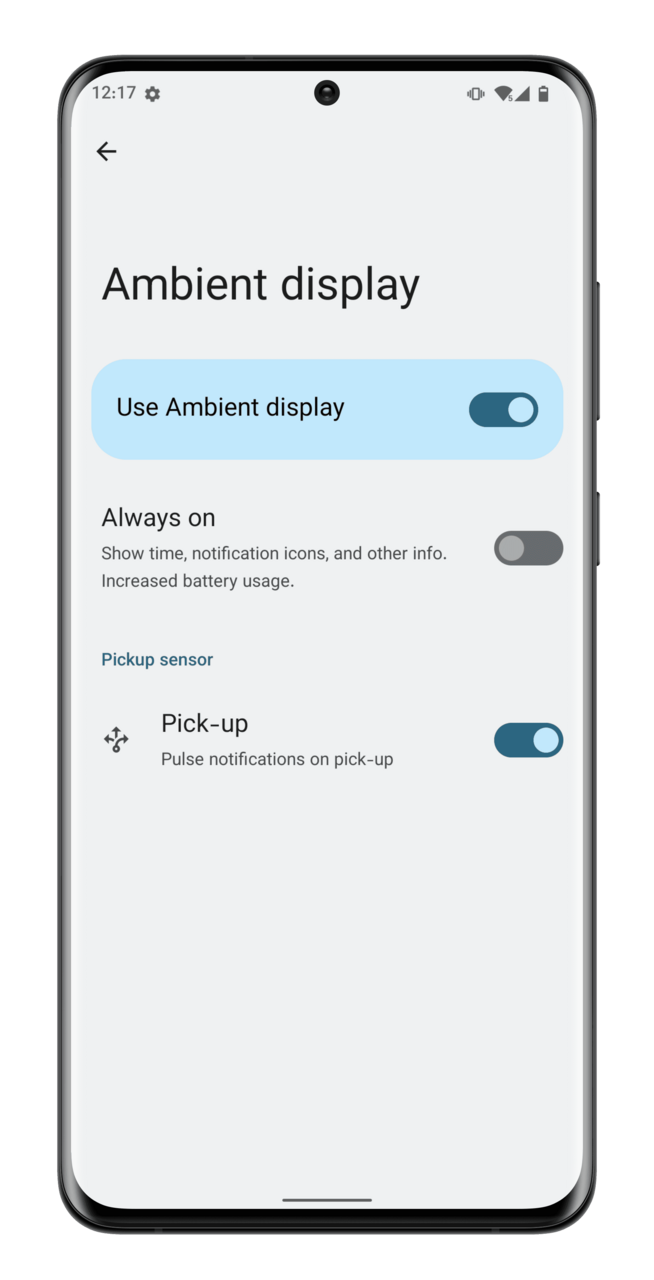 12:17
5
Ambient display
Use Ambient display
Always on
Show time, notification icons, and other info.
Increased battery usage.
Pickup sensor
Pick-up
Pulse notifications on pick-up